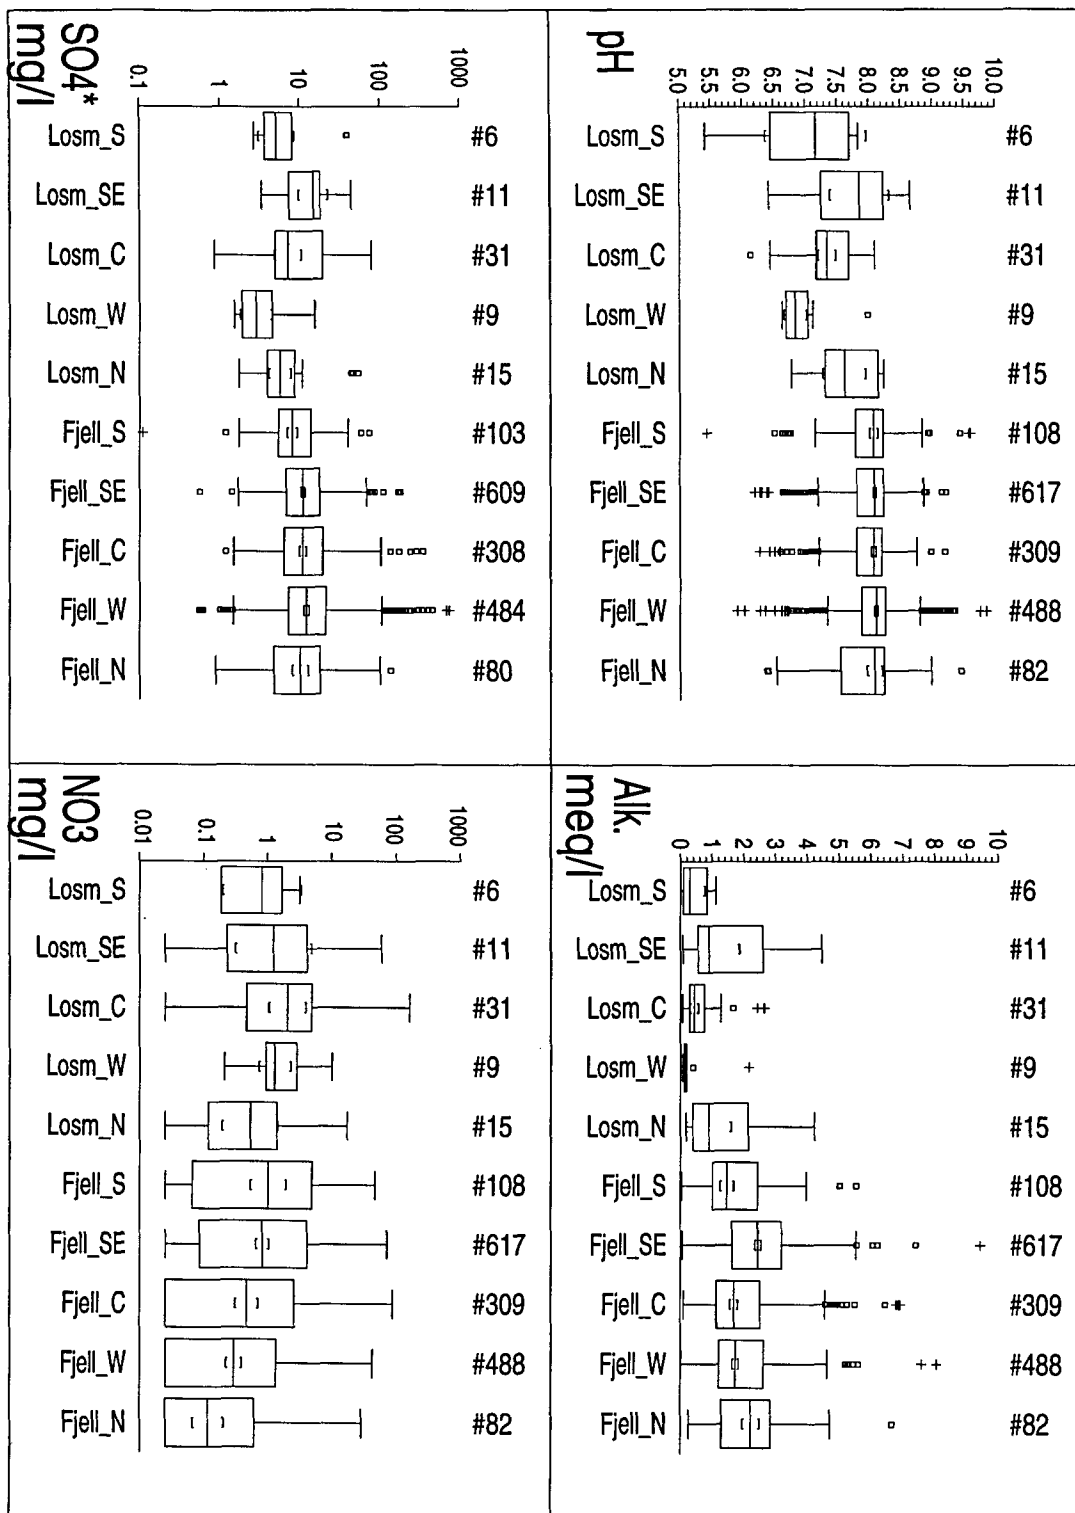 pH
10.0
9.5
9.0
8.5
8.0
7.5
7.0
6.5
6.0
5.5
5.0
Losm_S #6
Losm_SE #11
Losm_C #31
Losm_W #9
Losm_N #15
Fjell_S #108
Fjell_SE #617
Fjell_C #309
Fjell_W #488
Fjell_N #82
Alk.
meq/l
10
9
8
7
6
5
4
3
2
1
0
Losm_S #6
Losm_SE #11
Losm_C #31
Losm_W #9
Losm_N #15
Fjell_S #108
Fjell_SE #617
Fjell_C #309
Fjell_W #488
Fjell_N #82
SO4*
mg/l
1000
100
10
1
0.1
Losm_S #6
Losm_SE #11
Losm_C #31
Losm_W #9
Losm_N #15
Fjell_S #103
Fjell_SE #609
Fjell_C #308
Fjell_W #484
Fjell_N #80
NO3
mg/l
1000
100
10
1
0.1
0.01
Losm_S #6
Losm_SE #11
Losm_C #31
Losm_W #9
Losm_N #15
Fjell_S #108
Fjell_SE #617
Fjell_C #309
Fjell_W #488
Fjell_N #82